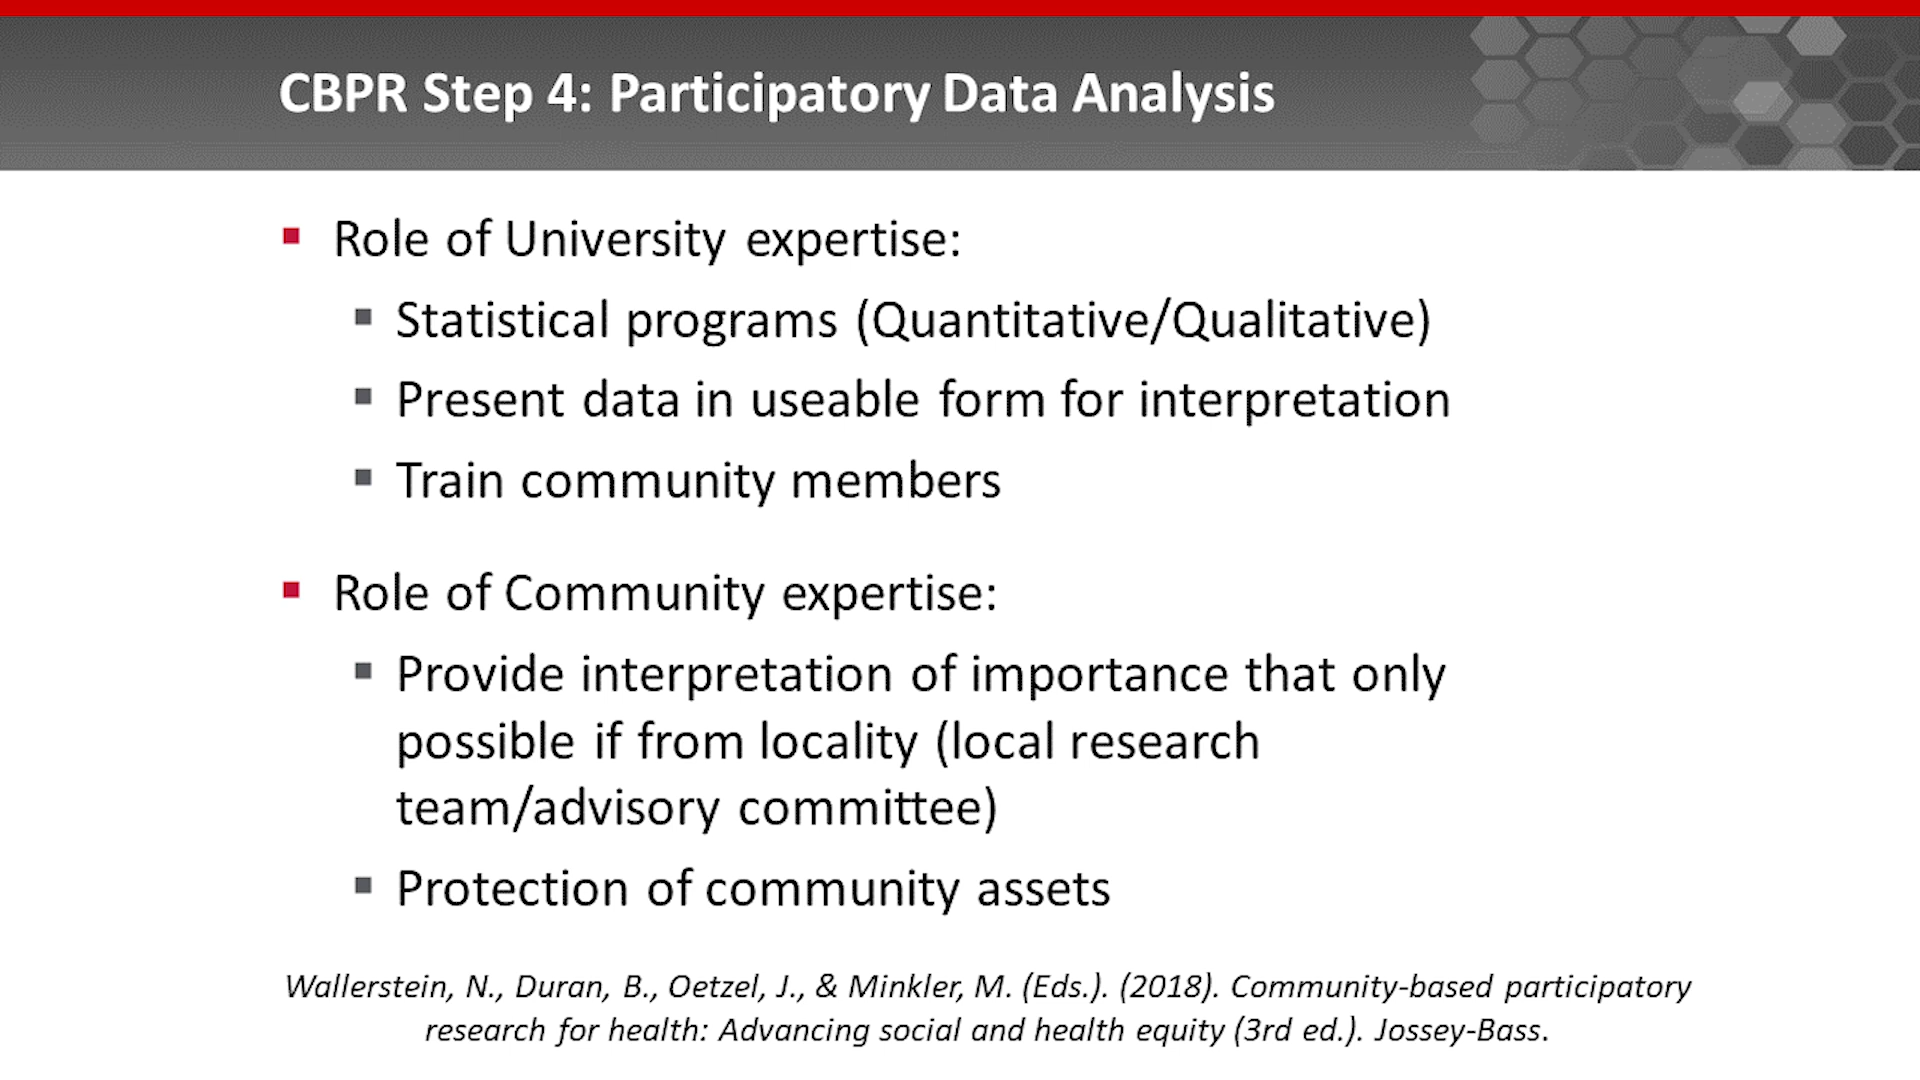 CBPR Step 4: Participatory Data Analysis
Role of University expertise:
Statistical programs (Quantitative/Qualitative)
Present data in useable form for interpretation
Train community members
Role of Community expertise:
Provide interpretation of importance that only
possible if from locality (local research
team/advisory committee)
Protection of community assets
Wallerstein, N., Duran, B., Oetzel, J., & Minkler, M. (Eds.). (2018). Community-based participatory
research for health: Advancing social and health equity (3rd ed.). Jossey-Bass.